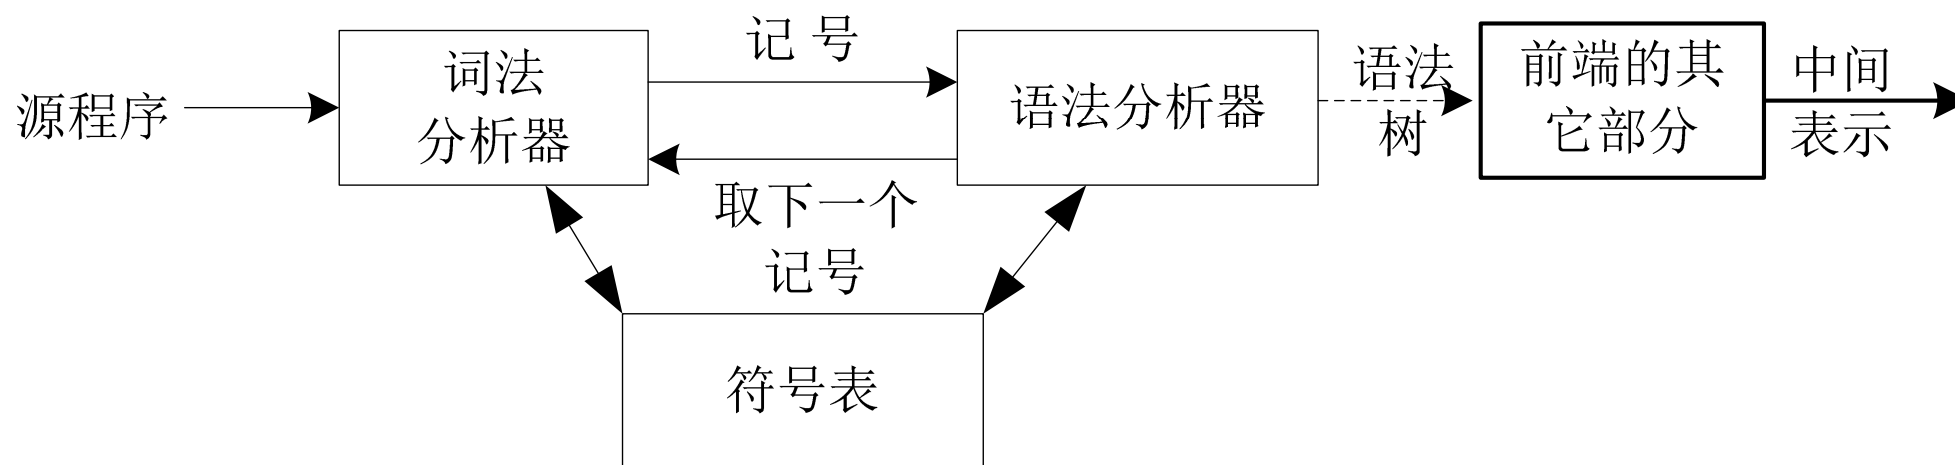 源程序
词法
分析器
记 号
取下一个
记号
语法分析器
语法
树
前端的其
它部分
中间
表示
符号表